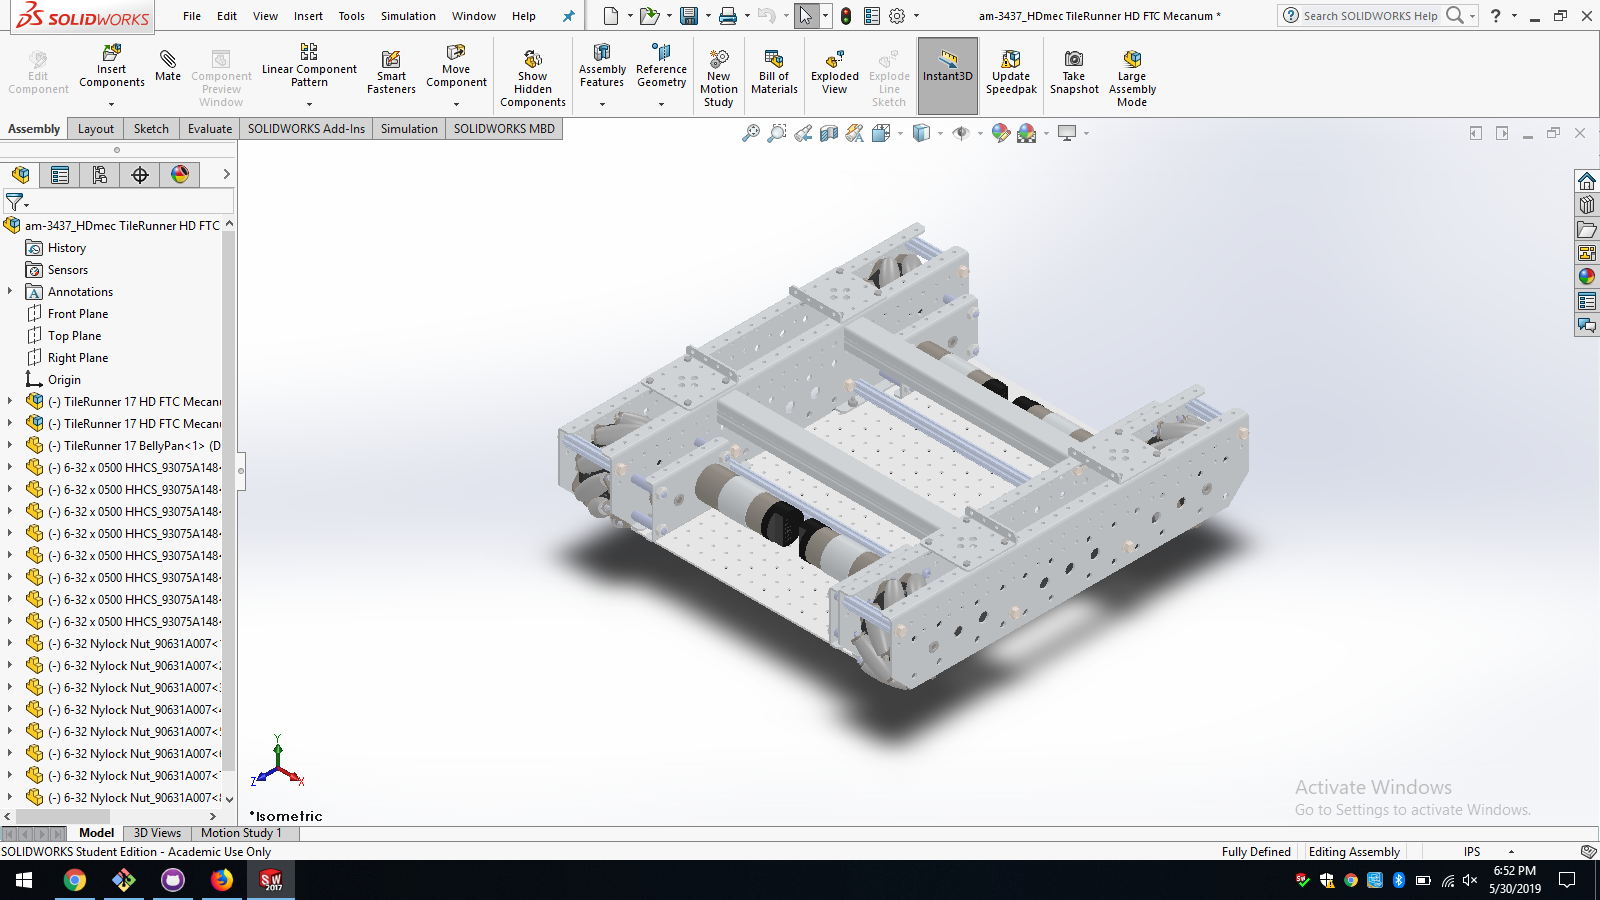 SOLIDWORKS
File Edit View Insert Tools Simulation Window Help
am-3437_HDmec TileRunner HD FTC Mecanum *
Search SOLIDWORKS Help
Edit Component
Insert Components
Mate
Component Preview Window
Linear Component Pattern
Smart Fasteners
Move Component
Show Hidden Components
Assembly Features
Reference Geometry
New Motion Study
Bill of Materials
Exploded View
Explode Line Sketch
Instant3D
Update Speedpak
Take Snapshot
Large Assembly Mode
Assembly Layout Sketch Evaluate SOLIDWORKS Add-Ins Simulation SOLIDWORKS MBD
am-3437_HDmec TileRunner HD FTC
History
Sensors
Annotations
Front Plane
Top Plane
Right Plane
Origin
(-) TileRunner 17 HD FTC Mecanu
(-) TileRunner 17 HD FTC Mecanu
(-) TileRunner 17 BellyPan<1> (D
(-) 6-32 x 0500 HHCS_93075A148<
(-) 6-32 x 0500 HHCS_93075A148<
(-) 6-32 x 0500 HHCS_93075A148<
(-) 6-32 x 0500 HHCS_93075A148<
(-) 6-32 x 0500 HHCS_93075A148<
(-) 6-32 x 0500 HHCS_93075A148<
(-) 6-32 x 0500 HHCS_93075A148<
(-) 6-32 x 0500 HHCS_93075A148<
(-) 6-32 Nylock Nut_90631A007<1
(-) 6-32 Nylock Nut_90631A007<2
(-) 6-32 Nylock Nut_90631A007<3
(-) 6-32 Nylock Nut_90631A007<4
(-) 6-32 Nylock Nut_90631A007<5
(-) 6-32 Nylock Nut_90631A007<6
(-) 6-32 Nylock Nut_90631A007<7
(-) 6-32 Nylock Nut_90631A007<8
Y
Z X
*Isometric
Activate Windows
Go to Settings to activate Windows.
Model 3D Views Motion Study 1
SOLIDWORKS Student Edition - Academic Use Only
Fully Defined Editing Assembly IPS
SW 2017
6:52 PM
5/30/2019